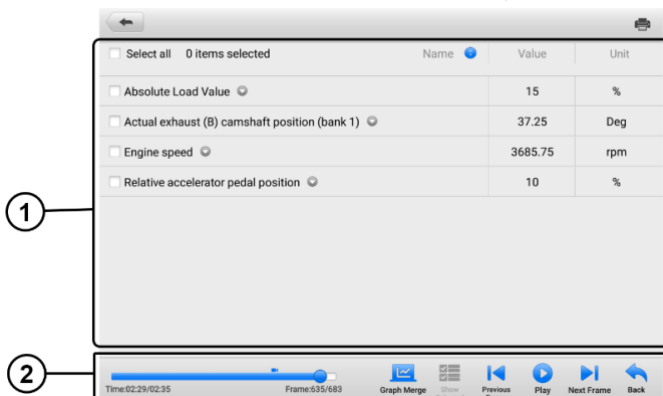 Select all 0 items selected Name Value Unit
Absolute Load Value 15 %
Actual exhaust (B) camshaft position (bank 1) 37.25 Deg
Engine speed 3685.75 rpm
Relative accelerator pedal position 10 %
1
2
Time:02:29/02:35 Frame:635/683 Graph Merge Show Previous Play Next Frame Back